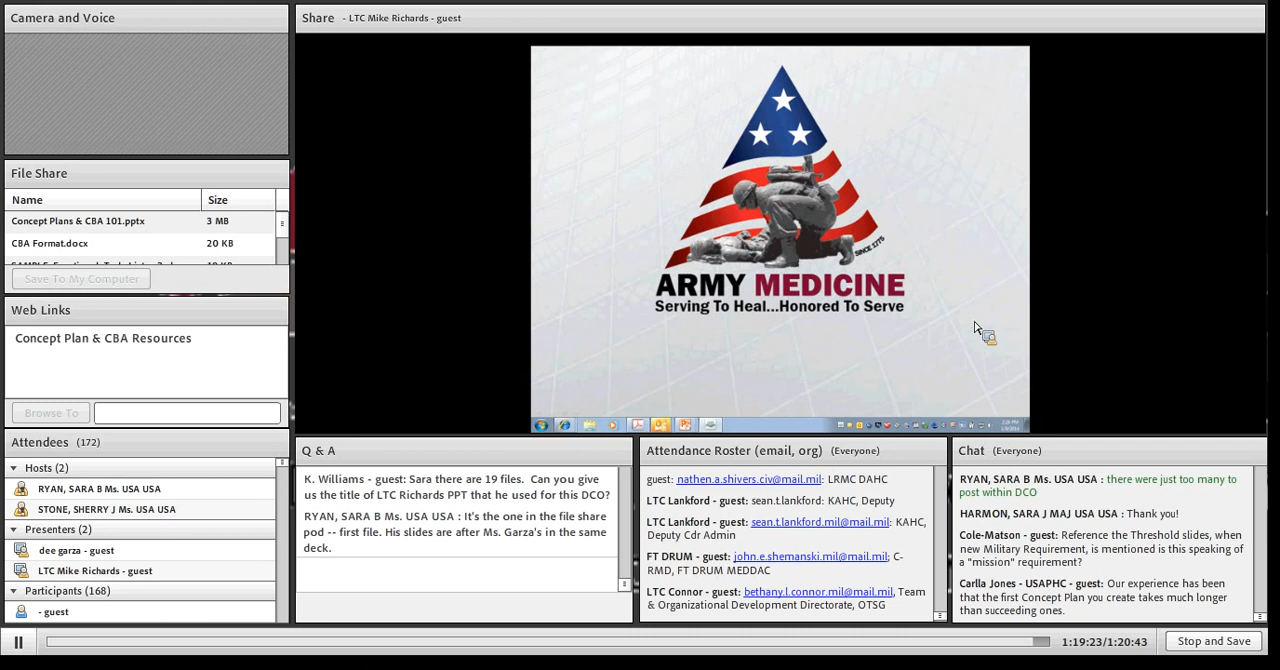 Camera and Voice
Share - LTC Mike Richards - guest
File Share
Name Size
Concept Plans & CBA 101.pptx 3 MB
CBA Format.docx 20 KB
Save To My Computer
Web Links
Concept Plan & CBA Resources
Browse To
Attendees (172)
Hosts (2)
RYAN, SARA B Ms. USA USA
STONE, SHERRY J Ms. USA USA
Presenters (2)
dee garza - guest
LTC Mike Richards - guest
Participants (168)
- guest
SINCE 1775
ARMY MEDICINE
Serving To Heal...Honored To Serve
Q & A
K. Williams - guest: Sara there are 19 files. Can you give
us the title of LTC Richards PPT that he used for this DCO?
RYAN, SARA B Ms. USA USA : It's the one in the file share
pod -- first file. His slides are after Ms. Garza's in the same
deck.
Attendance Roster (email, org) (Everyone)
guest: nathen.a.shivers.civ@mail.mil: LRMC DAHC
LTC Lankford - guest: sean.t.lankford: KAHC, Deputy
LTC Lankford - guest: sean.t.lankford.mil@mail.mil: KAHC,
Deputy Cdr Admin
FT DRUM - guest: john.e.shemanski.mil@mail.mil; C-
RMD, FT DRUM MEDDAC
LTC Connor - guest: bethany.l.connor.mil@mail.mil, Team
& Organizational Development Directorate, OTSG
Chat (Everyone)
RYAN, SARA B Ms. USA USA : there were just too many to
post within DCO
HARMON, SARA J MAJ USA USA : Thank you!
Cole-Matson - guest: Reference the Threshold slides, when
new Military Requirement, is mentioned is this speaking of
a "mission" requirement?
Carlla Jones - USAPHC - guest: Our experience has been
that the first Concept Plan you create takes much longer
than succeeding ones.
1:19:23/1:20:43
Stop and Save